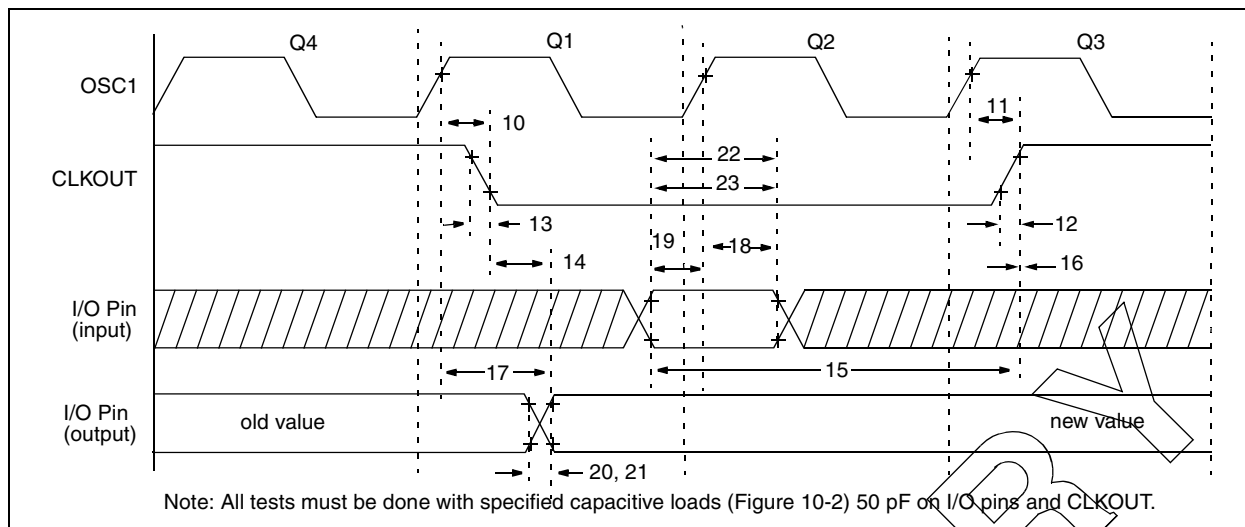 Q4 Q1 Q2 Q3
OSC1
10 11
22
CLKOUT
23
13 12
19 18
14 16
I/O Pin
(input)
17 15
I/O Pin
(output)
old value new value
20, 21
Note: All tests must be done with specified capacitive loads (Figure 10-2) 50 pF on I/O pins and CLKOUT.
R Y